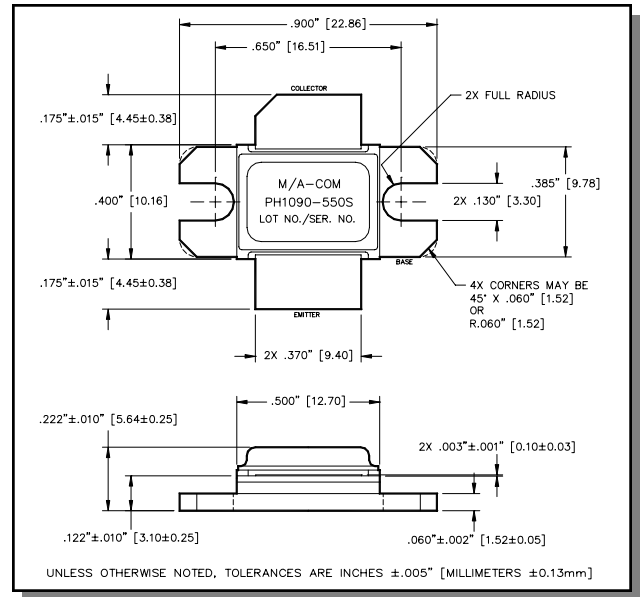 .900" [22.86]
.650" [16.51]
COLLECTOR
2X FULL RADIUS
.175"±.015" [4.45±0.38]
M/A-COM
PH1090-550S
LOT NO./SER. NO.
.385" [9.78]
.400" [10.16]
2X .130" [3.30]
BASE
.175"±.015" [4.45±0.38]
4X CORNERS MAY BE
45° X .060" [1.52]
OR
R.060" [1.52]
EMITTER
2X .370" [9.40]
.500" [12.70]
.222"±.010" [5.64±0.25]
2X .003"±.001" [0.10±0.03]
.122"±.010" [3.10±0.25]
.060"±.002" [1.52±0.05]
UNLESS OTHERWISE NOTED, TOLERANCES ARE INCHES ±.005" [MILLIMETERS ±0.13mm]